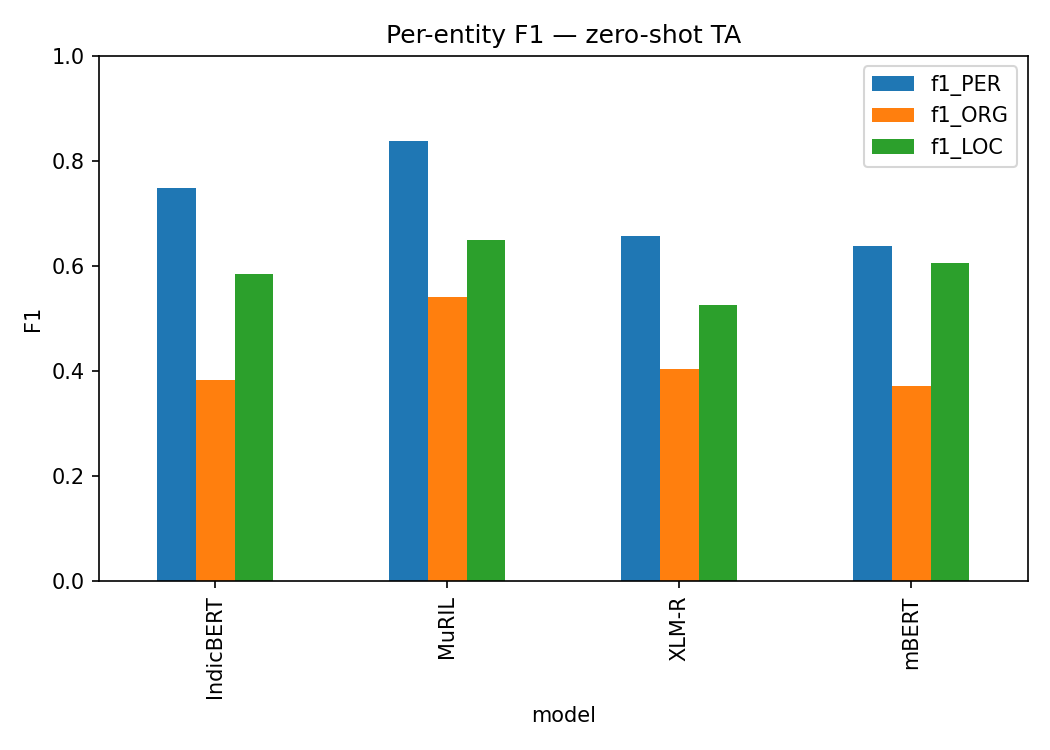 Per-entity F1 — zero-shot TA
f1_PER
f1_ORG
f1_LOC
F1
1.0
0.8
0.6
0.4
0.2
0.0
IndicBERT
MuRIL
XLM-R
mBERT
model